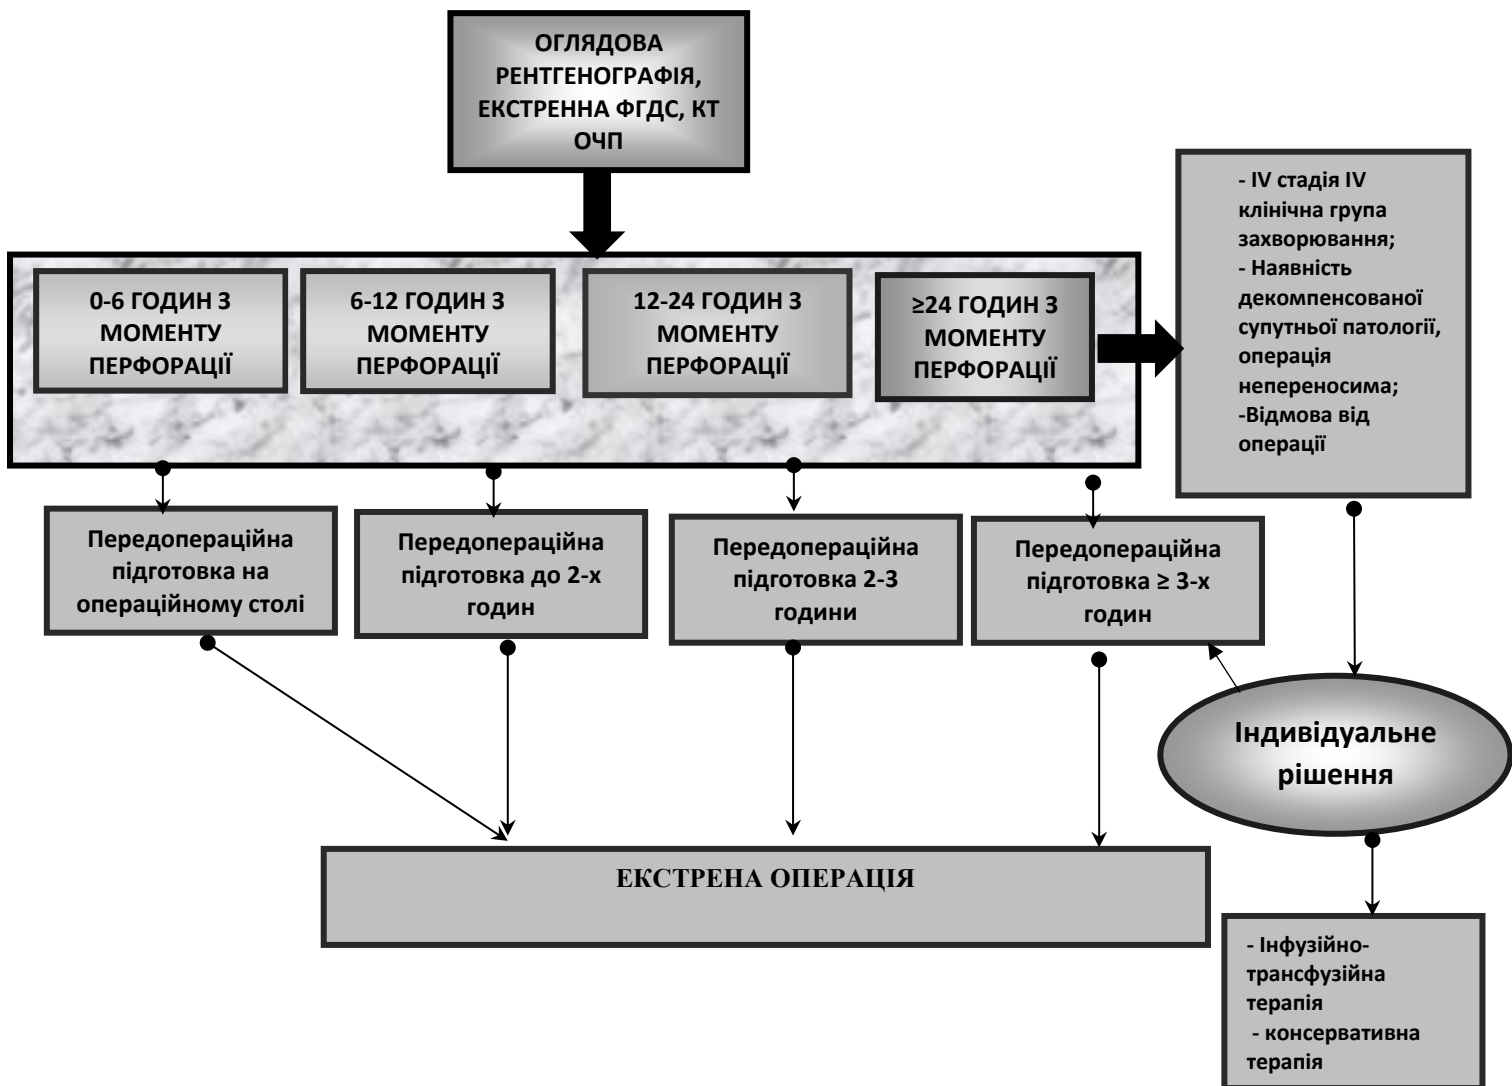 ОГЛЯДОВА
РЕНТГЕНОГРАФІЯ,
ЕКСТРЕННА ФГДС, КТ
ОЧП
- IV стадія IV
клінічна група
захворювання;
- Наявність
декомпенсованої
супутньої патології,
операція
непереносима;
-Відмова від
операції
0-6 ГОДИН З
МОМЕНТУ
ПЕРФОРАЦІЇ
6-12 ГОДИН З
МОМЕНТУ
ПЕРФОРАЦІЇ
12-24 ГОДИН З
МОМЕНТУ
ПЕРФОРАЦІЇ
≥24 ГОДИН З
МОМЕНТУ
ПЕРФОРАЦІЇ
Передопераційна
підготовка на
операційному столі
Передопераційна
підготовка до 2-х
годин
Передопераційна
підготовка 2-3
години
Передопераційна
підготовка ≥ 3-х
годин
Індивідуальне
рішення
ЕКСТРЕНА ОПЕРАЦІЯ
- Інфузійно-
трансфузійна
терапія
- консервативна
терапія